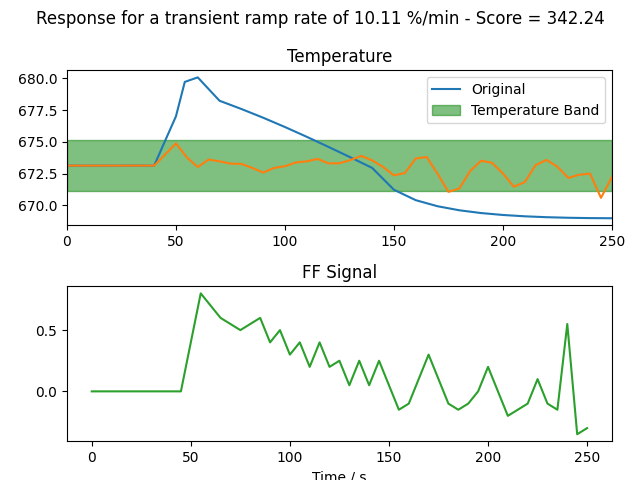 Response for a transient ramp rate of 10.11 %/min - Score = 342.24
Temperature
680.0
677.5
675.0
672.5
670.0
Original
Temperature Band
0 50 100 150 200 250
FF Signal
0.5
0.0
0 50 100 150 200 250
Time / s